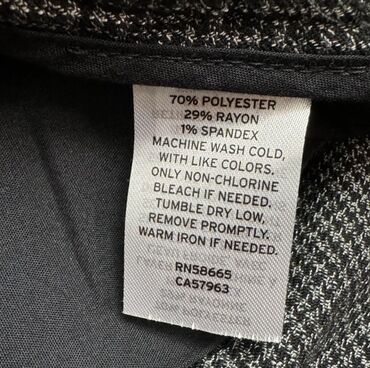 70% POLYESTER
29% RAYON
1% SPANDEX
MACHINE WASH COLD,
WITH LIKE COLORS.
ONLY NON-CHLORINE
BLEACH IF NEEDED.
TUMBLE DRY LOW,
REMOVE PROMPTLY.
WARM IRON IF NEEDED.
RN58665
CA57963